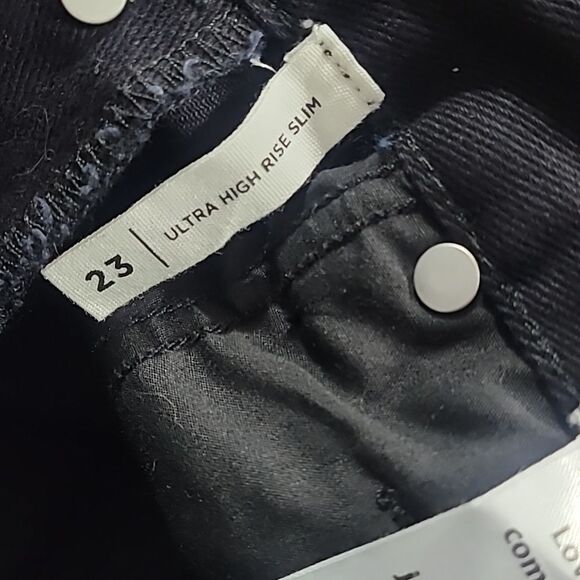 23 | ULTRA HIGH RISE SLIM